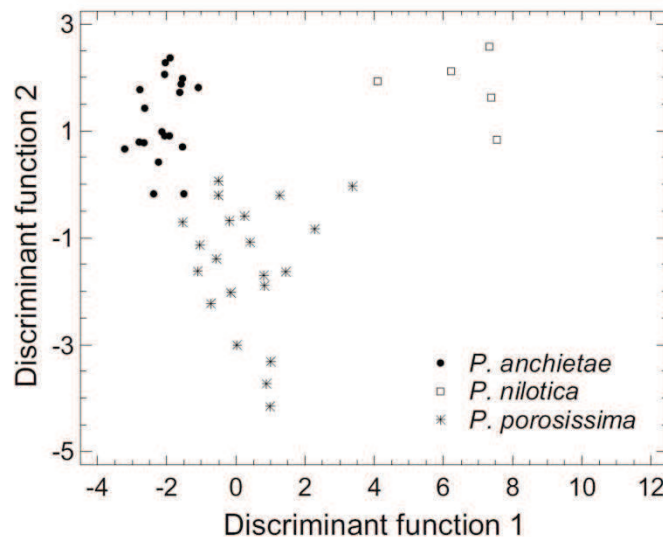 3
1
-1
-3
-5
Discriminant function 2
P. anchietae
P. nilotica
P. porosissima
-4 -2 0 2 4 6 8 10 12
Discriminant function 1